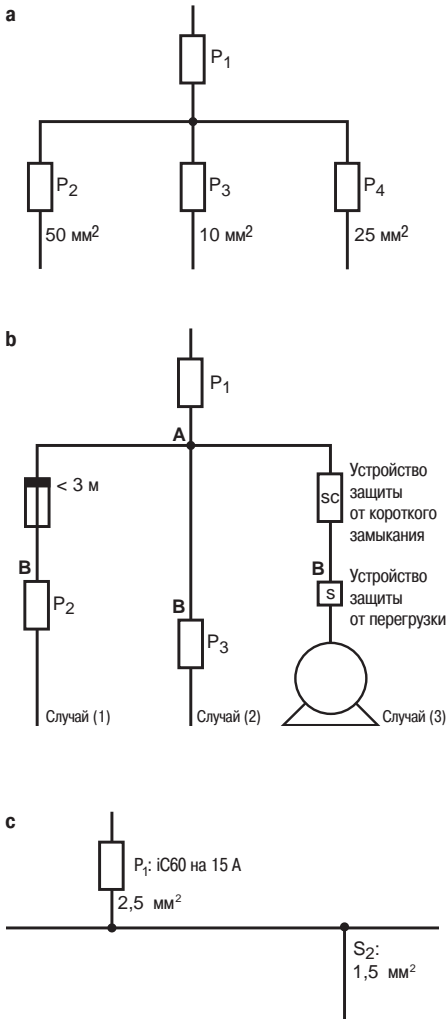 a
P1
P2
P3
P4
50 мм²
10 мм²
25 мм²
b
P1
A
< 3 м
sc
Устройство
защиты
от короткого
замыкания
B
P2
B
P3
B
s
Устройство
защиты
от перегрузки
Случай (1)
Случай (2)
Случай (3)
c
P1: iC60 на 15 А
2,5 мм²
S2:
1,5 мм²